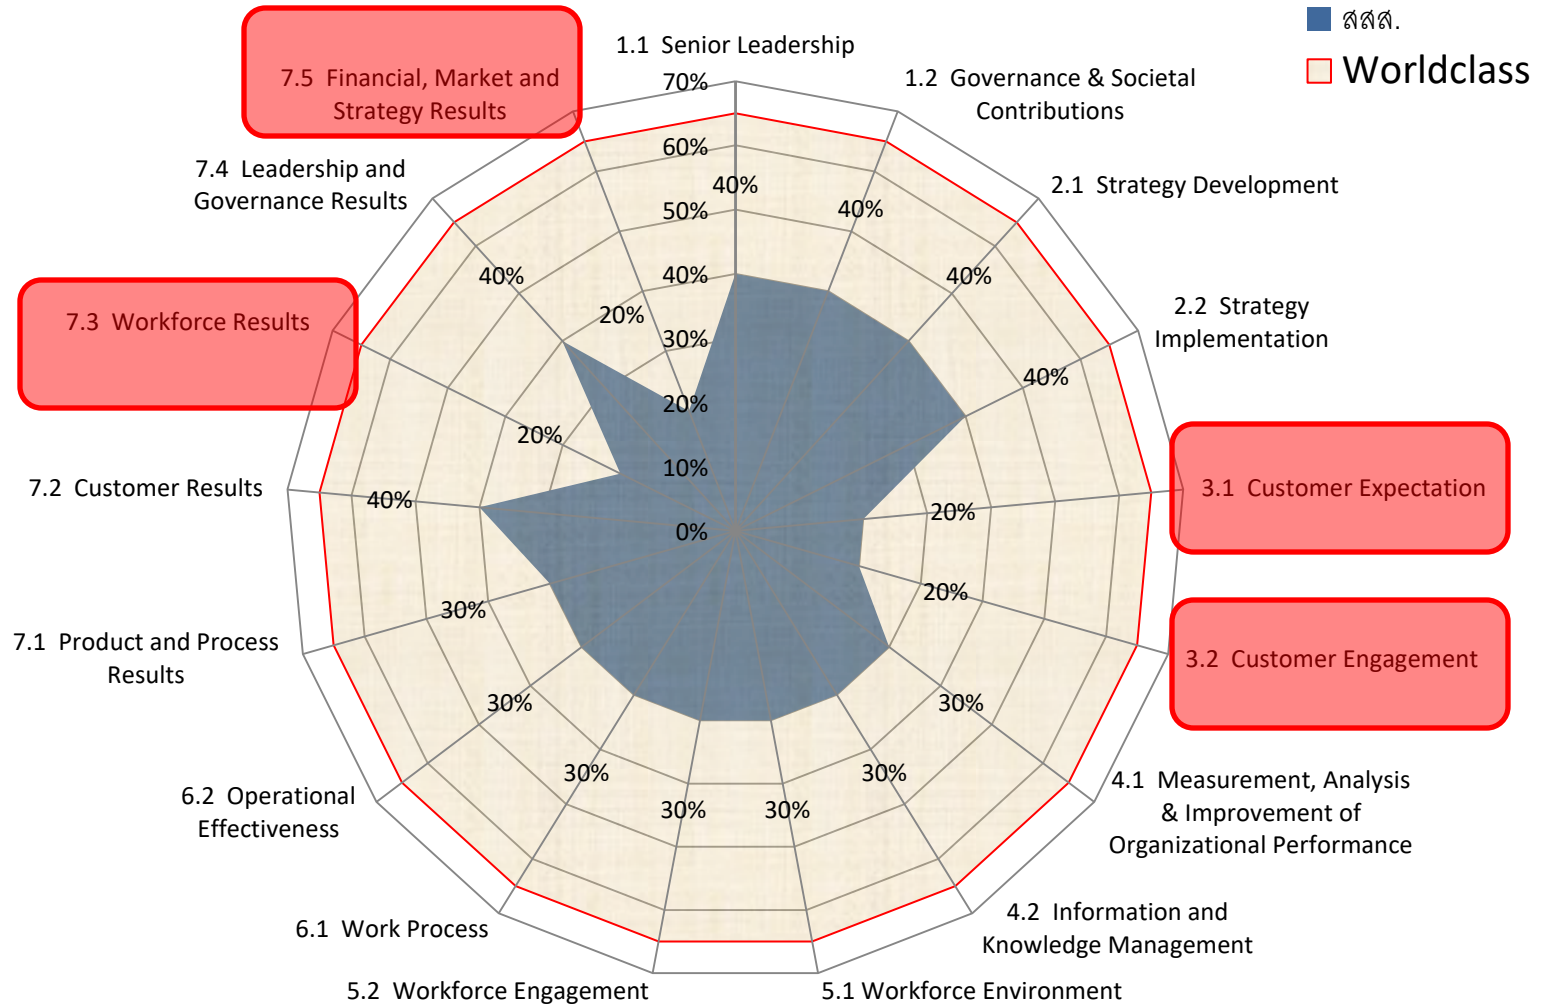 สสส.
Worldclass
1.1 Senior Leadership
1.2 Governance & Societal
Contributions
2.1 Strategy Development
2.2 Strategy
Implementation
3.1 Customer Expectation
3.2 Customer Engagement
4.1 Measurement, Analysis
& Improvement of
Organizational Performance
4.2 Information and
Knowledge Management
5.1 Workforce Environment
5.2 Workforce Engagement
6.1 Work Process
6.2 Operational
Effectiveness
7.1 Product and Process
Results
7.2 Customer Results
7.3 Workforce Results
7.4 Leadership and
Governance Results
7.5 Financial, Market and
Strategy Results
70%
60%
50%
40%
30%
20%
10%
0%
40%
40%
40%
40%
20%
20%
30%
30%
30%
30%
30%
30%
30%
40%
20%
40%
20%